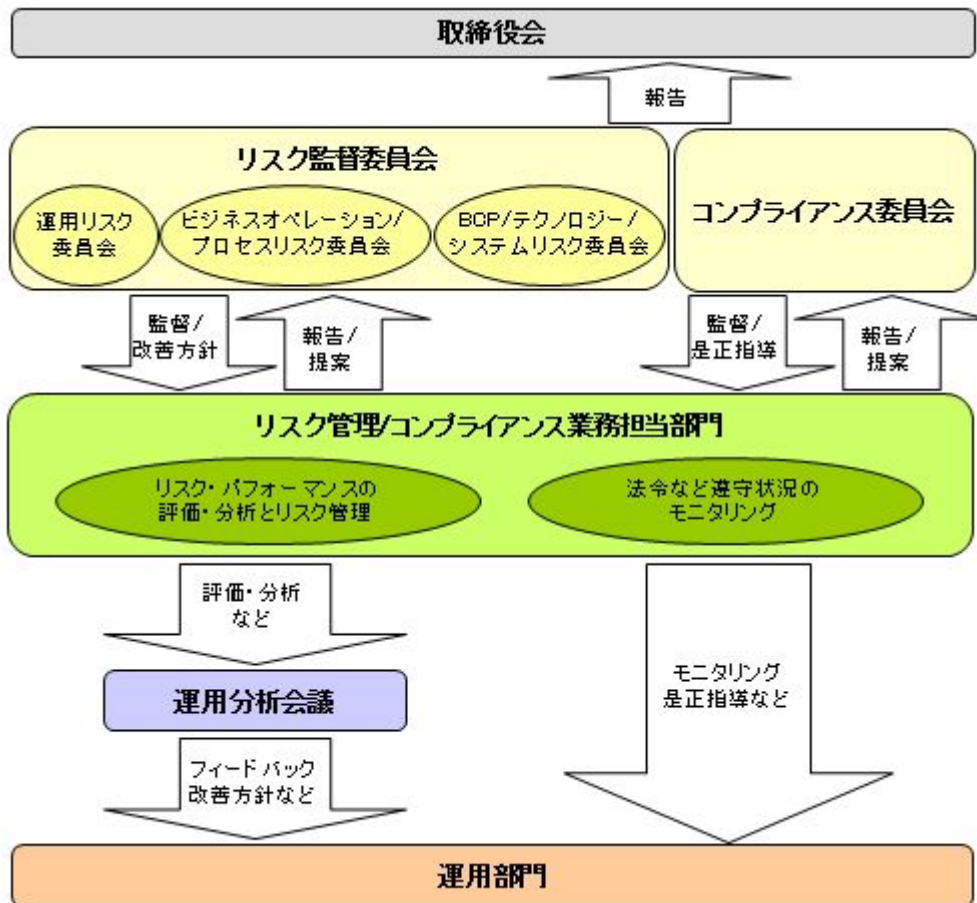 取締役会
報告
リスク監督委員会
運用リスク
委員会
ビジネスオペレーション/
プロセスリスク委員会
BCP/テクノロジー/
システムリスク委員会
コンプライアンス委員会
監督/
改善方針
報告/
提案
監督/
是正指導
報告/
提案
リスク管理/コンプライアンス業務担当部門
リスク・パフォーマンスの
評価・分析とリスク管理
法令など遵守状況の
モニタリング
評価・分析
など
運用分析会議
モニタリング
是正指導など
フィードバック
改善方針など
運用部門